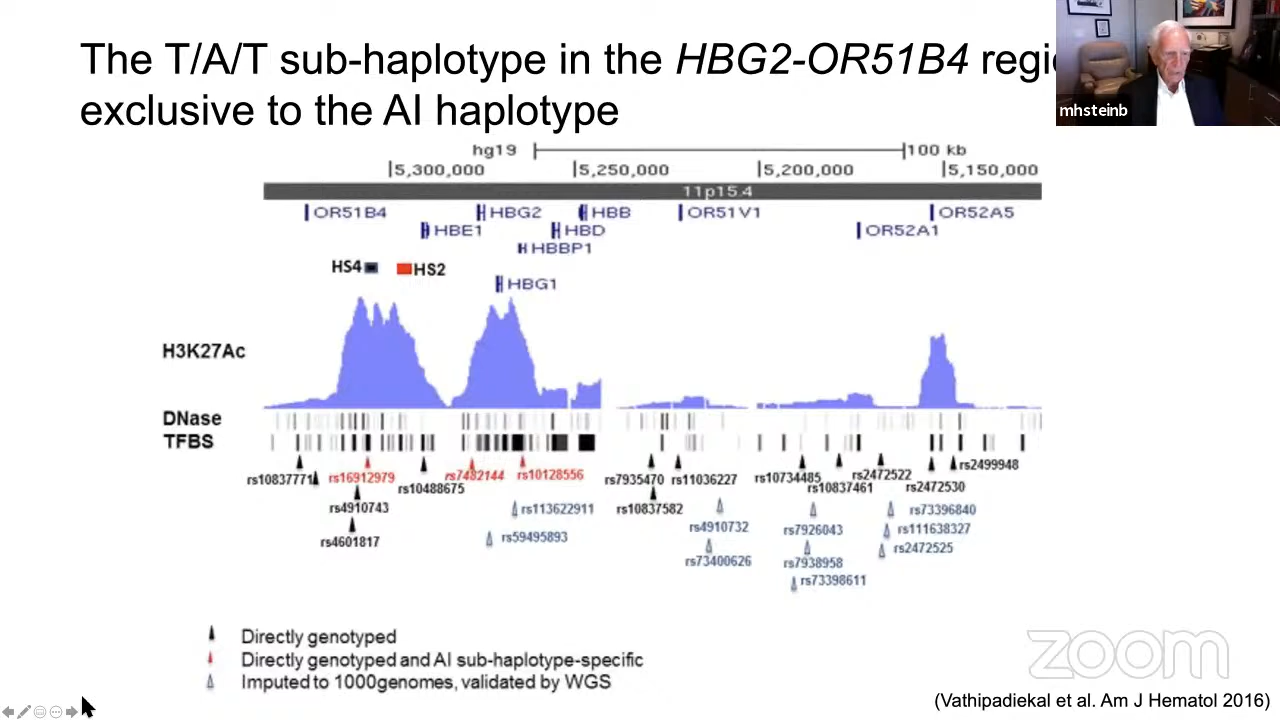 The T/A/T sub-haplotype in the HBG2-OR51B4 regi
exclusive to the AI haplotype
mhsteinb
hg19 100 kb
5,300,000 5,250,000 5,200,000 5,150,000
11p15.4
OR51B4 HBG2 HBB OR51V1 OR52A5
HBE1 HBD OR52A1
HBBP1
HS4 HS2
HBG1
H3K27Ac
DNase
TFBS
rs10837771 rs16912979 rs7482144 rs10128556 rs7935470 rs11036227 rs10734485 rs2472522 rs2499948
rs10488675 rs10837461 rs2472530
rs4910743 rs113622911 rs10837582 rs73396840
rs4601817 rs59495893 rs4910732 rs7926043 rs111638327
rs73400626 rs7938958 rs2472525
rs73398611
Directly genotyped
Directly genotyped and AI sub-haplotype-specific
Imputed to 1000genomes, validated by WGS
zoom
(Vathipadiekal et al. Am J Hematol 2016)